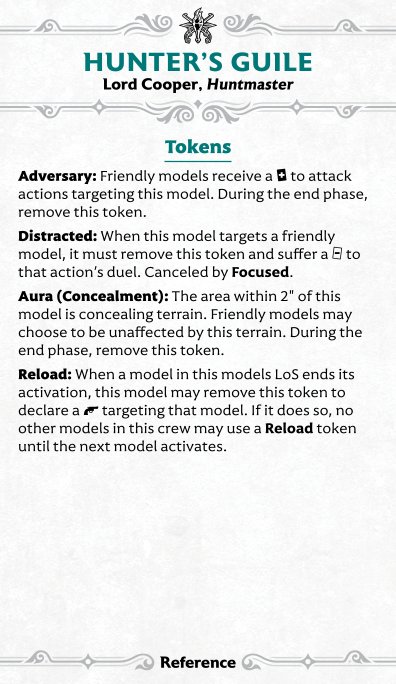 HUNTER'S GUILE
Lord Cooper, Huntmaster
Tokens
Adversary: Friendly models receive a to attack
actions targeting this model. During the end phase,
remove this token.
Distracted: When this model targets a friendly
model, it must remove this token and suffer a to
that action's duel. Canceled by Focused.
Aura (Concealment): The area within 2" of this
model is concealing terrain. Friendly models may
choose to be unaffected by this terrain. During the
end phase, remove this token.
Reload: When a model in this models LoS ends its
activation, this model may remove this token to
declare a targeting that model. If it does so, no
other models in this crew may use a Reload token
until the next model activates.
Reference